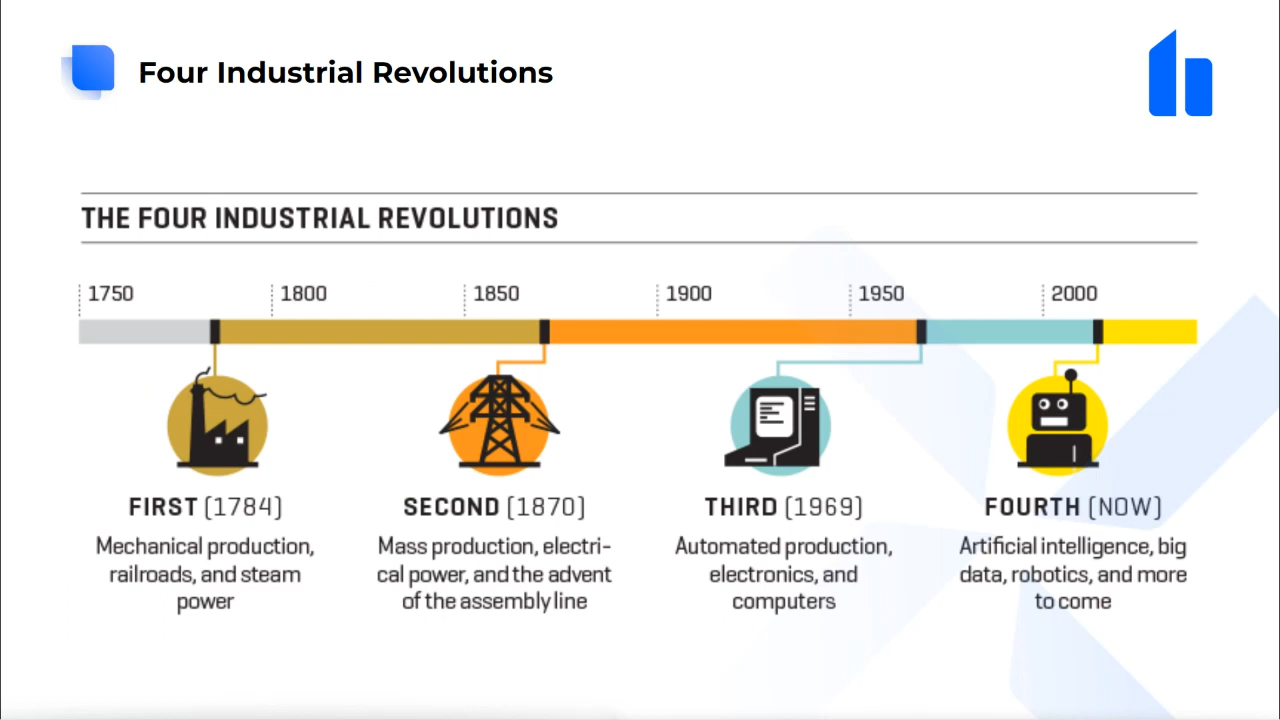 Four Industrial Revolutions
THE FOUR INDUSTRIAL REVOLUTIONS
1750 1800 1850 1900 1950 2000
FIRST (1784)
Mechanical production,
railroads, and steam
power
SECOND (1870)
Mass production, electri-
cal power, and the advent
of the assembly line
THIRD (1969)
Automated production,
electronics, and
computers
FOURTH (NOW)
Artificial intelligence, big
data, robotics, and more
to come